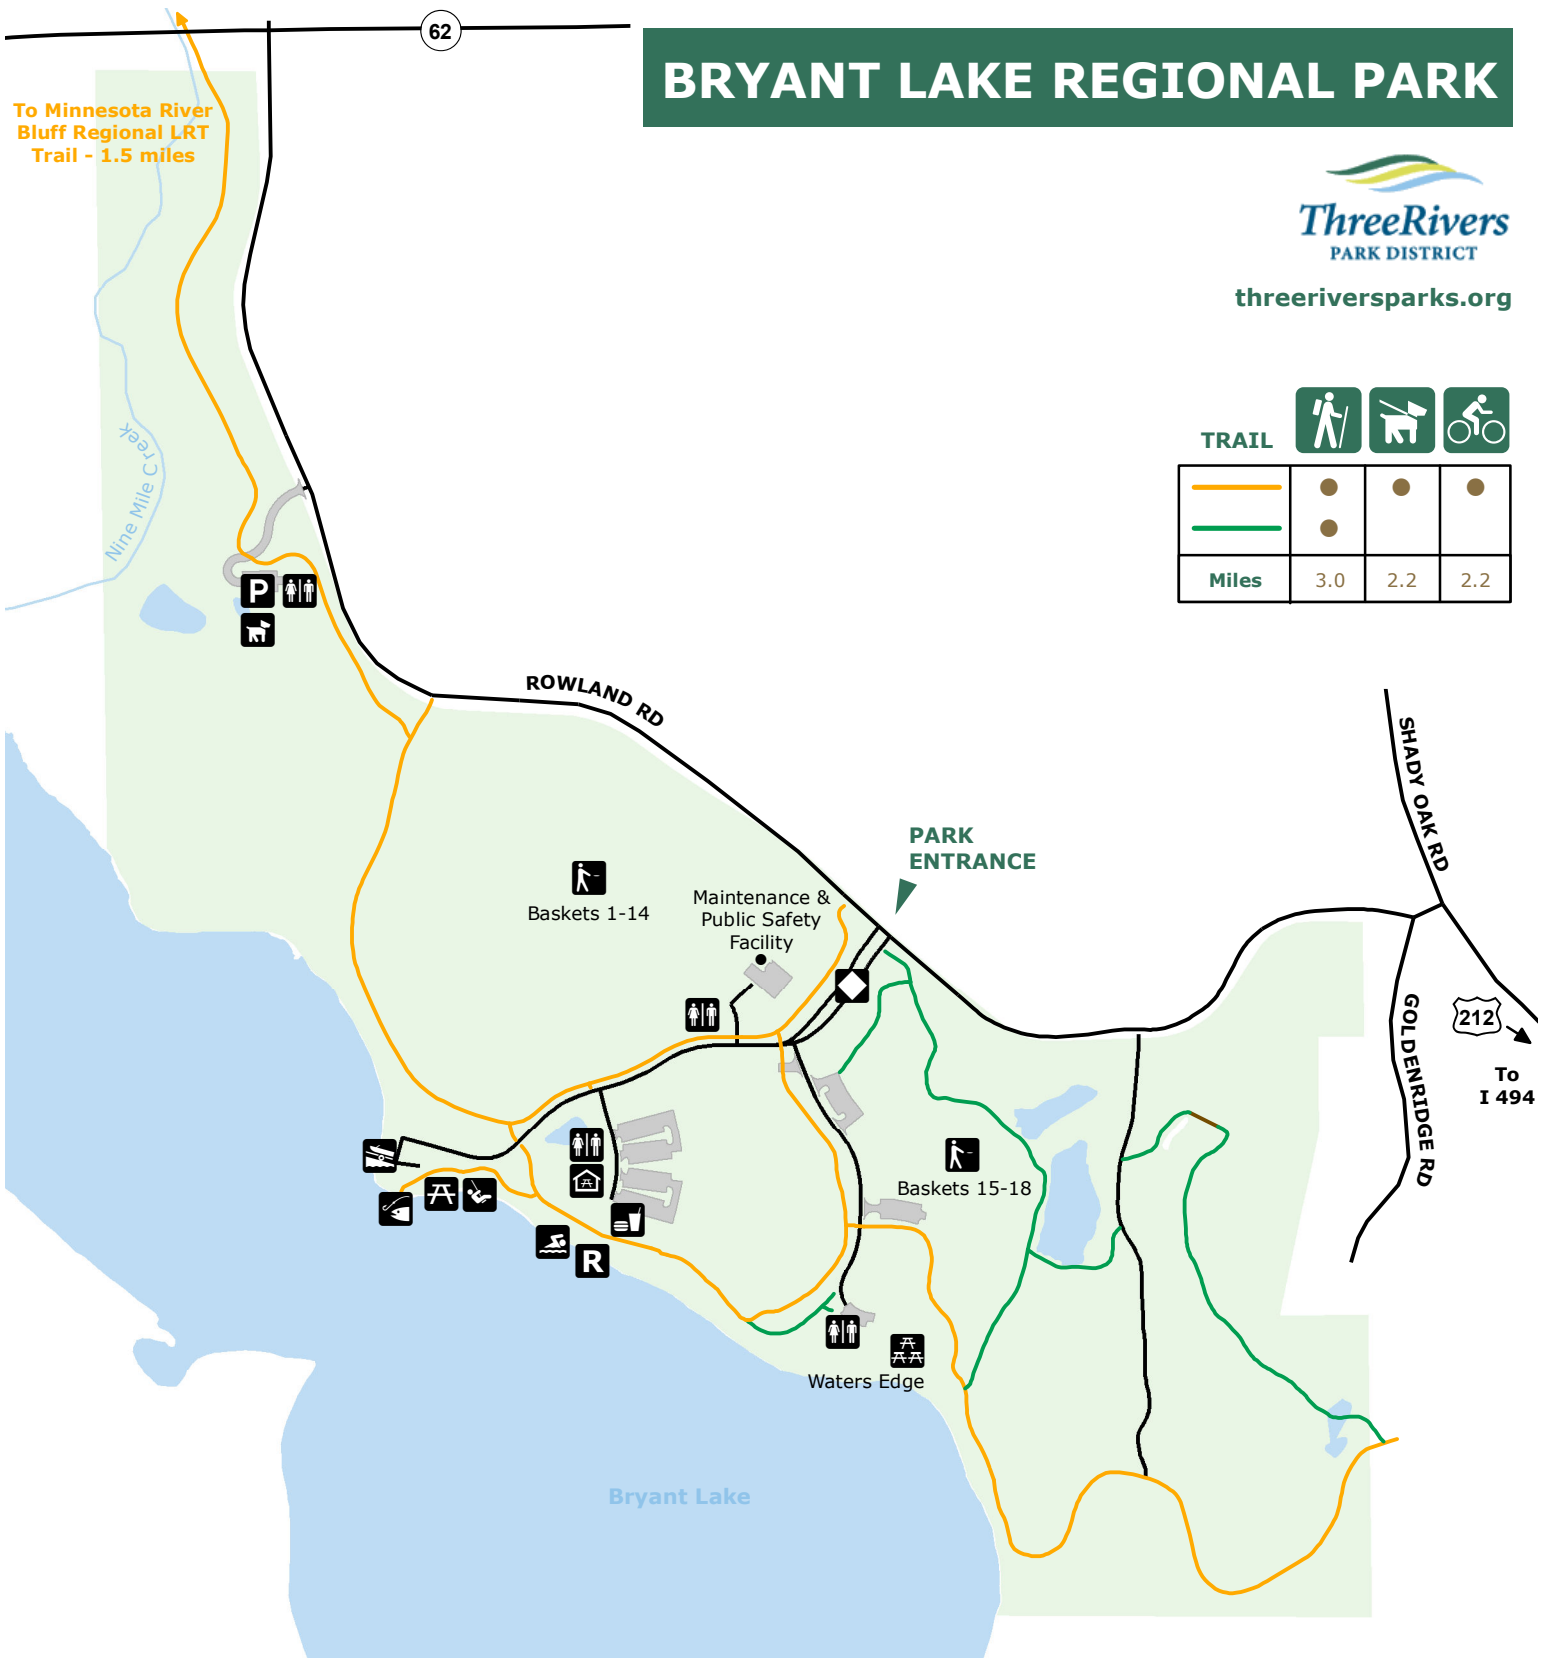 62
BRYANT LAKE REGIONAL PARK
To Minnesota River
Bluff Regional LRT
Trail - 1.5 miles
ThreeRivers
PARK DISTRICT
threeriversparks.org
TRAIL
Miles 3.0 2.2 2.2
Nine Mile Creek
P
ROWLAND RD
SHADY OAK RD
PARK
ENTRANCE
Baskets 1-14
Maintenance &
Public Safety
Facility
GOLDENRIDGE RD
212
To
I 494
Baskets 15-18
R
Waters Edge
Bryant Lake